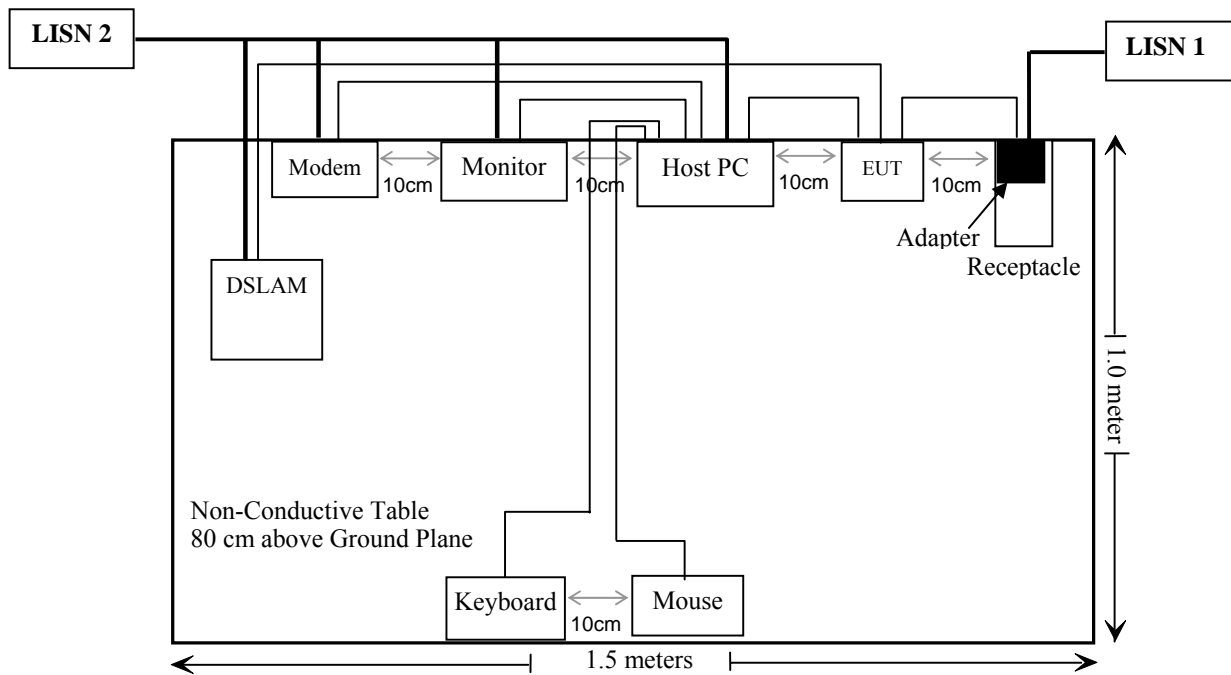 LISN 2
LISN 1
Modem
Monitor
Host PC
EUT
10cm
10cm
10cm
10cm
Adapter
Receptacle
DSLAM
1.0 meter
Non-Conductive Table
80 cm above Ground Plane
Keyboard
Mouse
10cm
1.5 meters